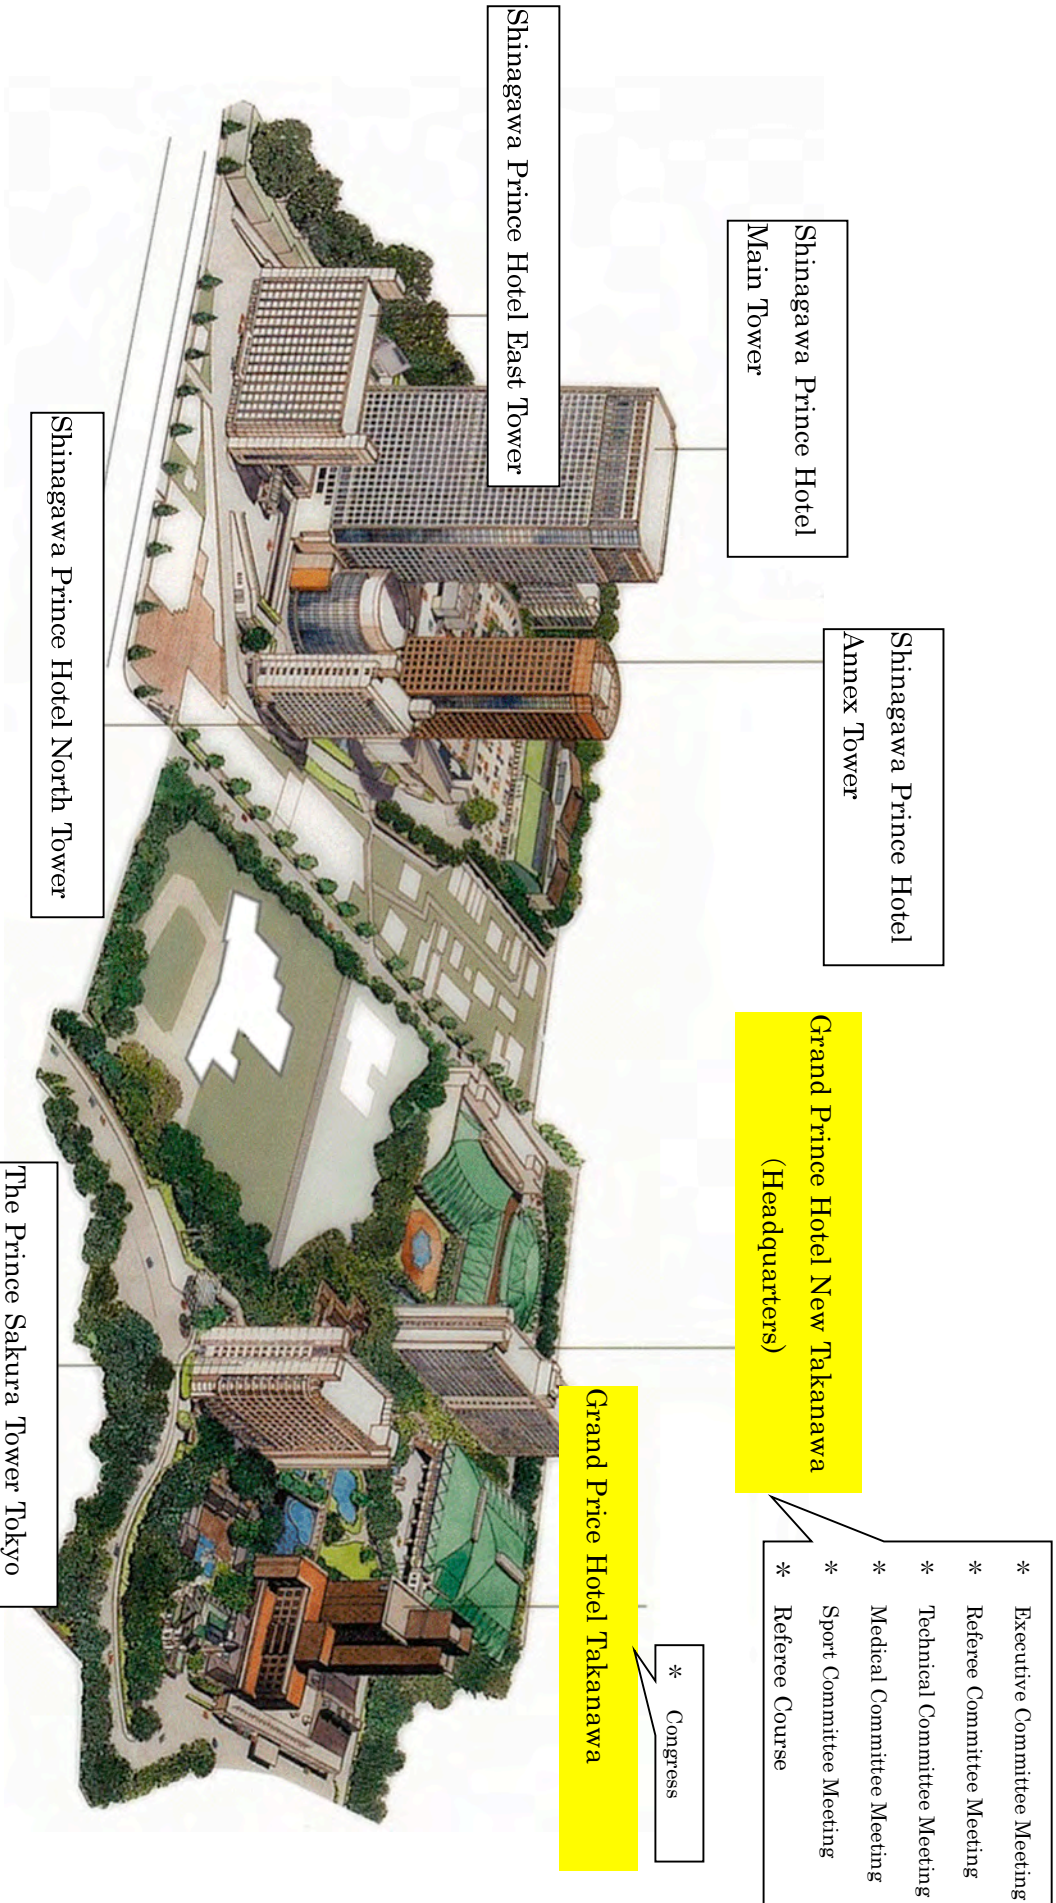 Shinagawa Prince Hotel East Tower
Shinagawa Prince Hotel
Main Tower
Shinagawa Prince Hotel
Annex Tower
Shinagawa Prince Hotel North Tower
Grand Prince Hotel New Takanawa
(Headquarters)
* Executive Committee Meeting
* Referee Committee Meeting
* Technical Committee Meeting
* Medical Committee Meeting
* Sport Committee Meeting
* Referee Course
Grand Price Hotel Takanawa
* Congress
The Prince Sakura Tower Tokyo